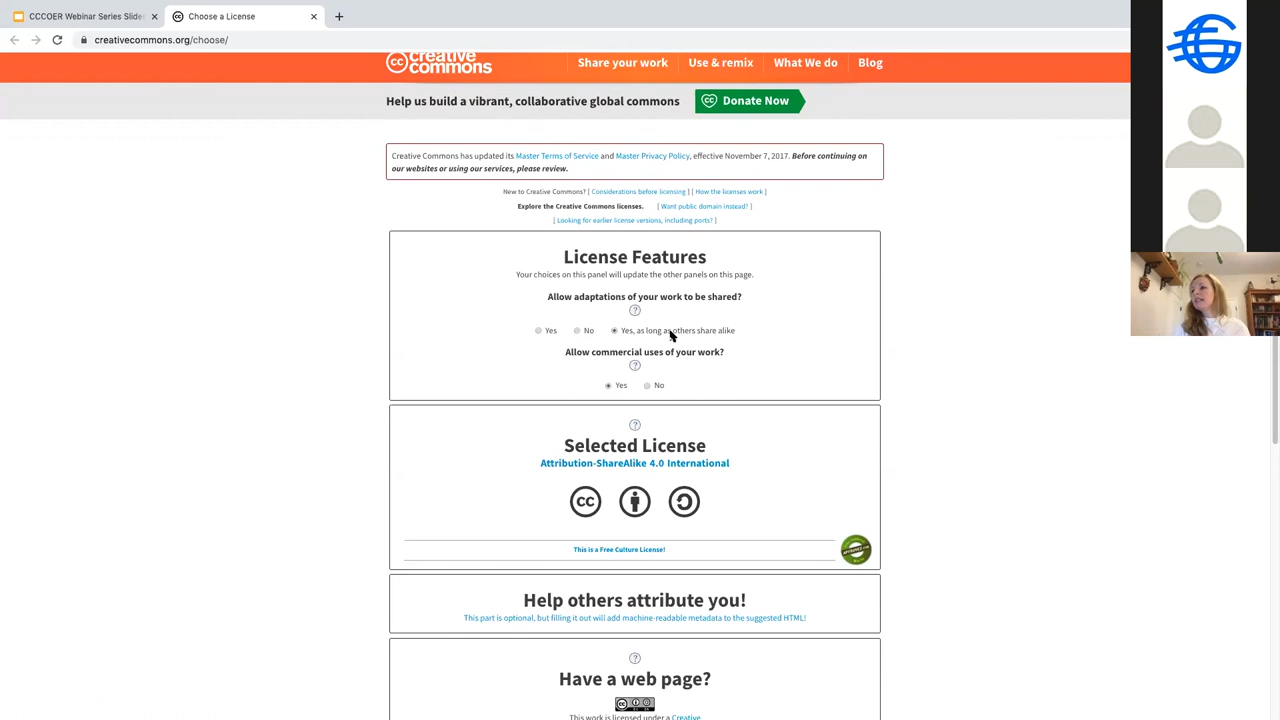 CCCOER Webinar Series Slide
Choose a License
creativecommons.org/choose/
creative commons
Share your work
Use & remix
What We do
Blog
Help us build a vibrant, collaborative global commons
Donate Now
Creative Commons has updated its Master Terms of Service and Master Privacy Policy, effective November 7, 2017. Before continuing on
our websites or using our services, please review.
New to Creative Commons? [ Considerations before licensing ] [ How the licenses work ]
Explore the Creative Commons licenses. [ Want public domain instead? ]
[ Looking for earlier license versions, including ports? ]
License Features
Your choices on this panel will update the other panels on this page.
Allow adaptations of your work to be shared?
?
Yes No Yes, as long as others share alike
Allow commercial uses of your work?
?
Yes No
?
Selected License
Attribution-ShareAlike 4.0 International
cc
This is a Free Culture License!
Help others attribute you!
This part is optional, but filling it out will add machine-readable metadata to the suggested HTML!
?
Have a web page?
This work is licensed under a Creative